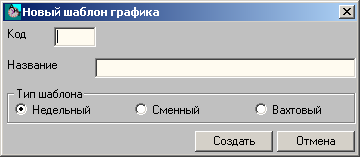 Новый шаблон графика
Код
Название
Тип шаблона
Недельный Сменный Вахтовый
Создать Отмена